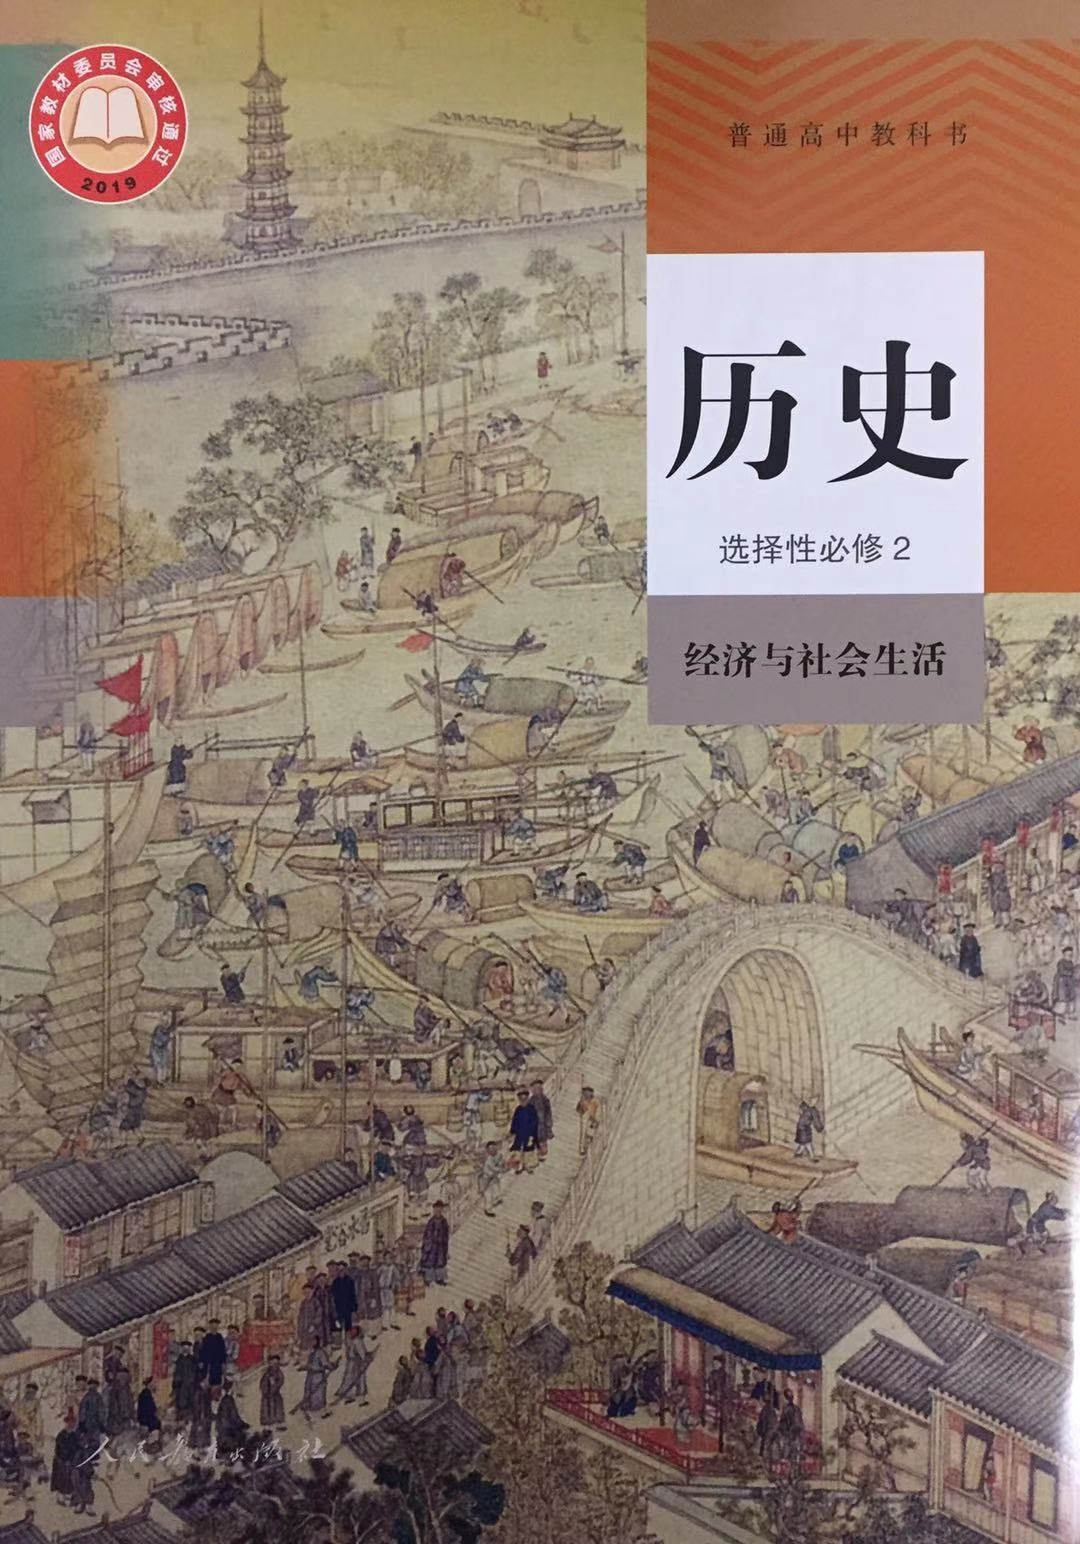 国家教材委员会审核通过
2019
普通高中教科书
历史
选择性必修 2
经济与社会生活
人民教育出版社